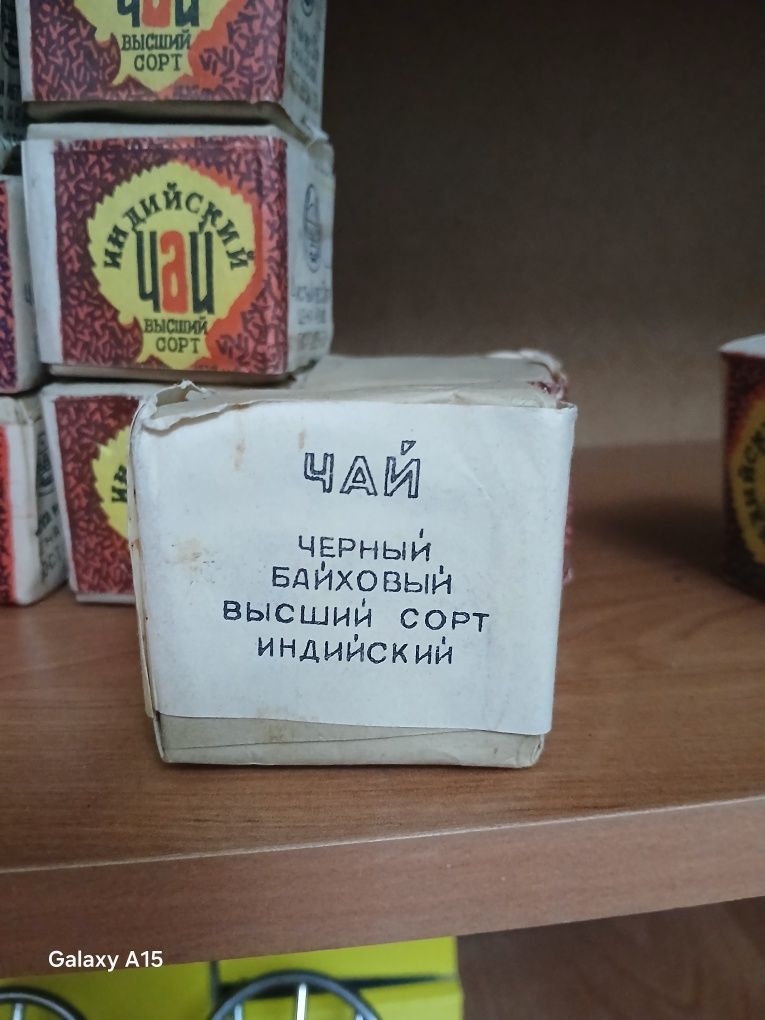 чай
ВЫСШИЙ
СОРТ
ИНДИЙСКИЙ
чай
ВЫСШИЙ
СОРТ
ЧАЙ
ЧЕРНЫЙ
БАЙХОВЫЙ
ВЫСШИЙ СОРТ
ИНДИЙСКИЙ
Galaxy A15